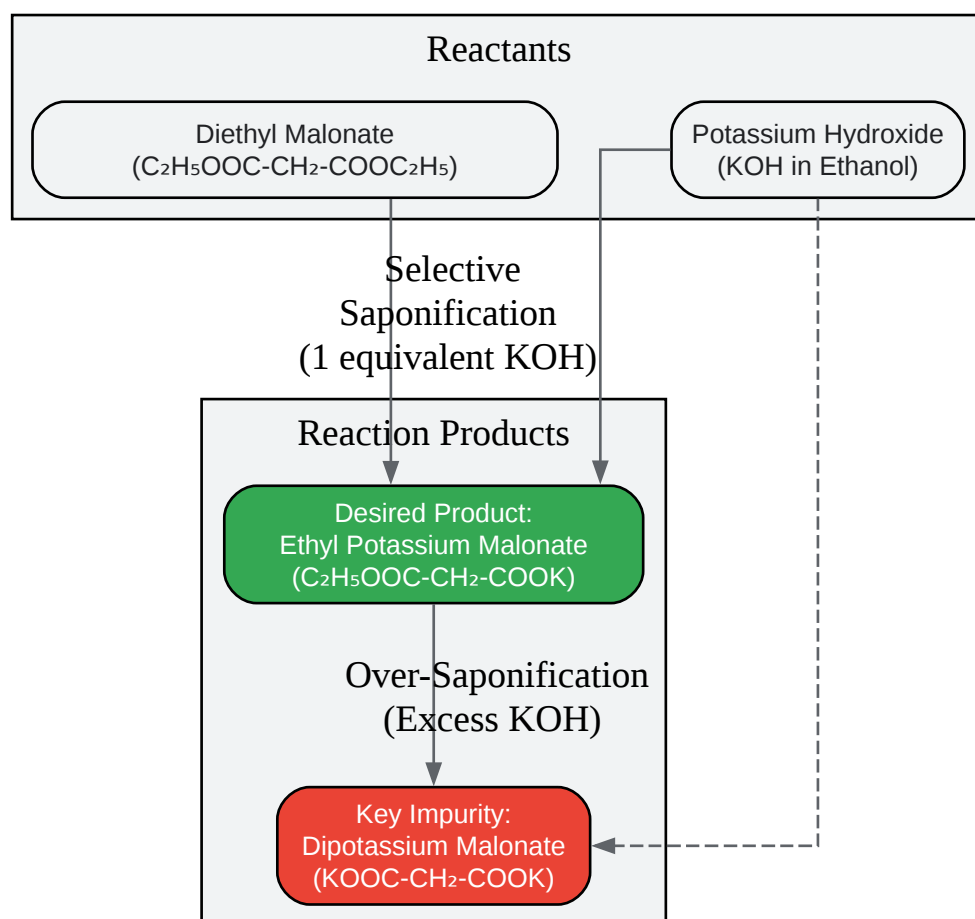 Reactants
Diethyl Malonate
(C₂H₅OOC-CH₂-COOC₂H₅)
Potassium Hydroxide
(KOH in Ethanol)
Selective
Saponification
(1 equivalent KOH)
Reaction Products
Desired Product:
Ethyl Potassium Malonate
(C₂H₅OOC-CH₂-COOK)
Over-Saponification
(Excess KOH)
Key Impurity:
Dipotassium Malonate
(KOOC-CH₂-COOK)